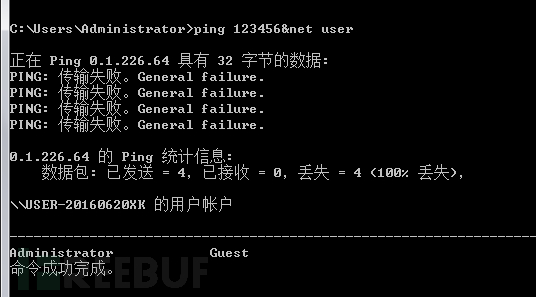 C:\Users\Administrator>ping 123456&net user
正在 Ping 0.1.226.64 具有 32 字节的数据:
PING: 传输失败。General failure.
PING: 传输失败。General failure.
PING: 传输失败。General failure.
PING: 传输失败。General failure.
0.1.226.64 的 Ping 统计信息:
数据包: 已发送 = 4, 已接收 = 0, 丢失 = 4 (100% 丢失),
\\USER-20160620XK 的用户帐户
-------------------------------------------------------------------------------
Administrator Guest
命令成功完成。